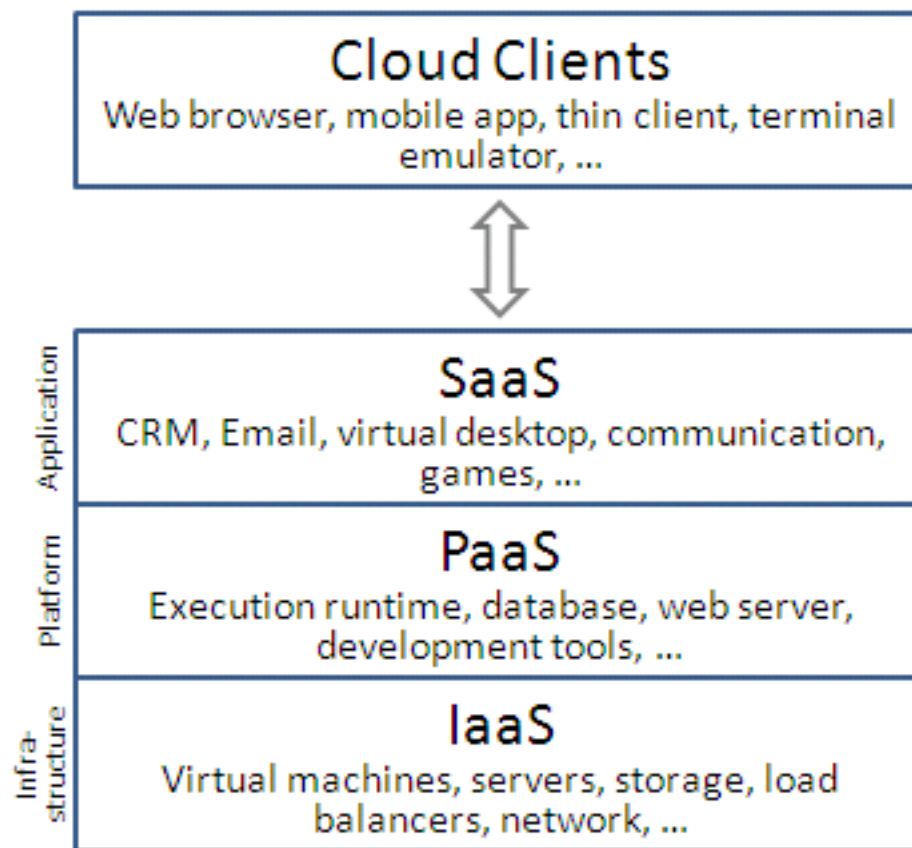 Cloud Clients
Web browser, mobile app, thin client, terminal
emulator, ...
Application
SaaS
CRM, Email, virtual desktop, communication,
games, ...
Platform
PaaS
Execution runtime, database, web server,
development tools, ...
Infra-
structure
IaaS
Virtual machines, servers, storage, load
balancers, network, ...